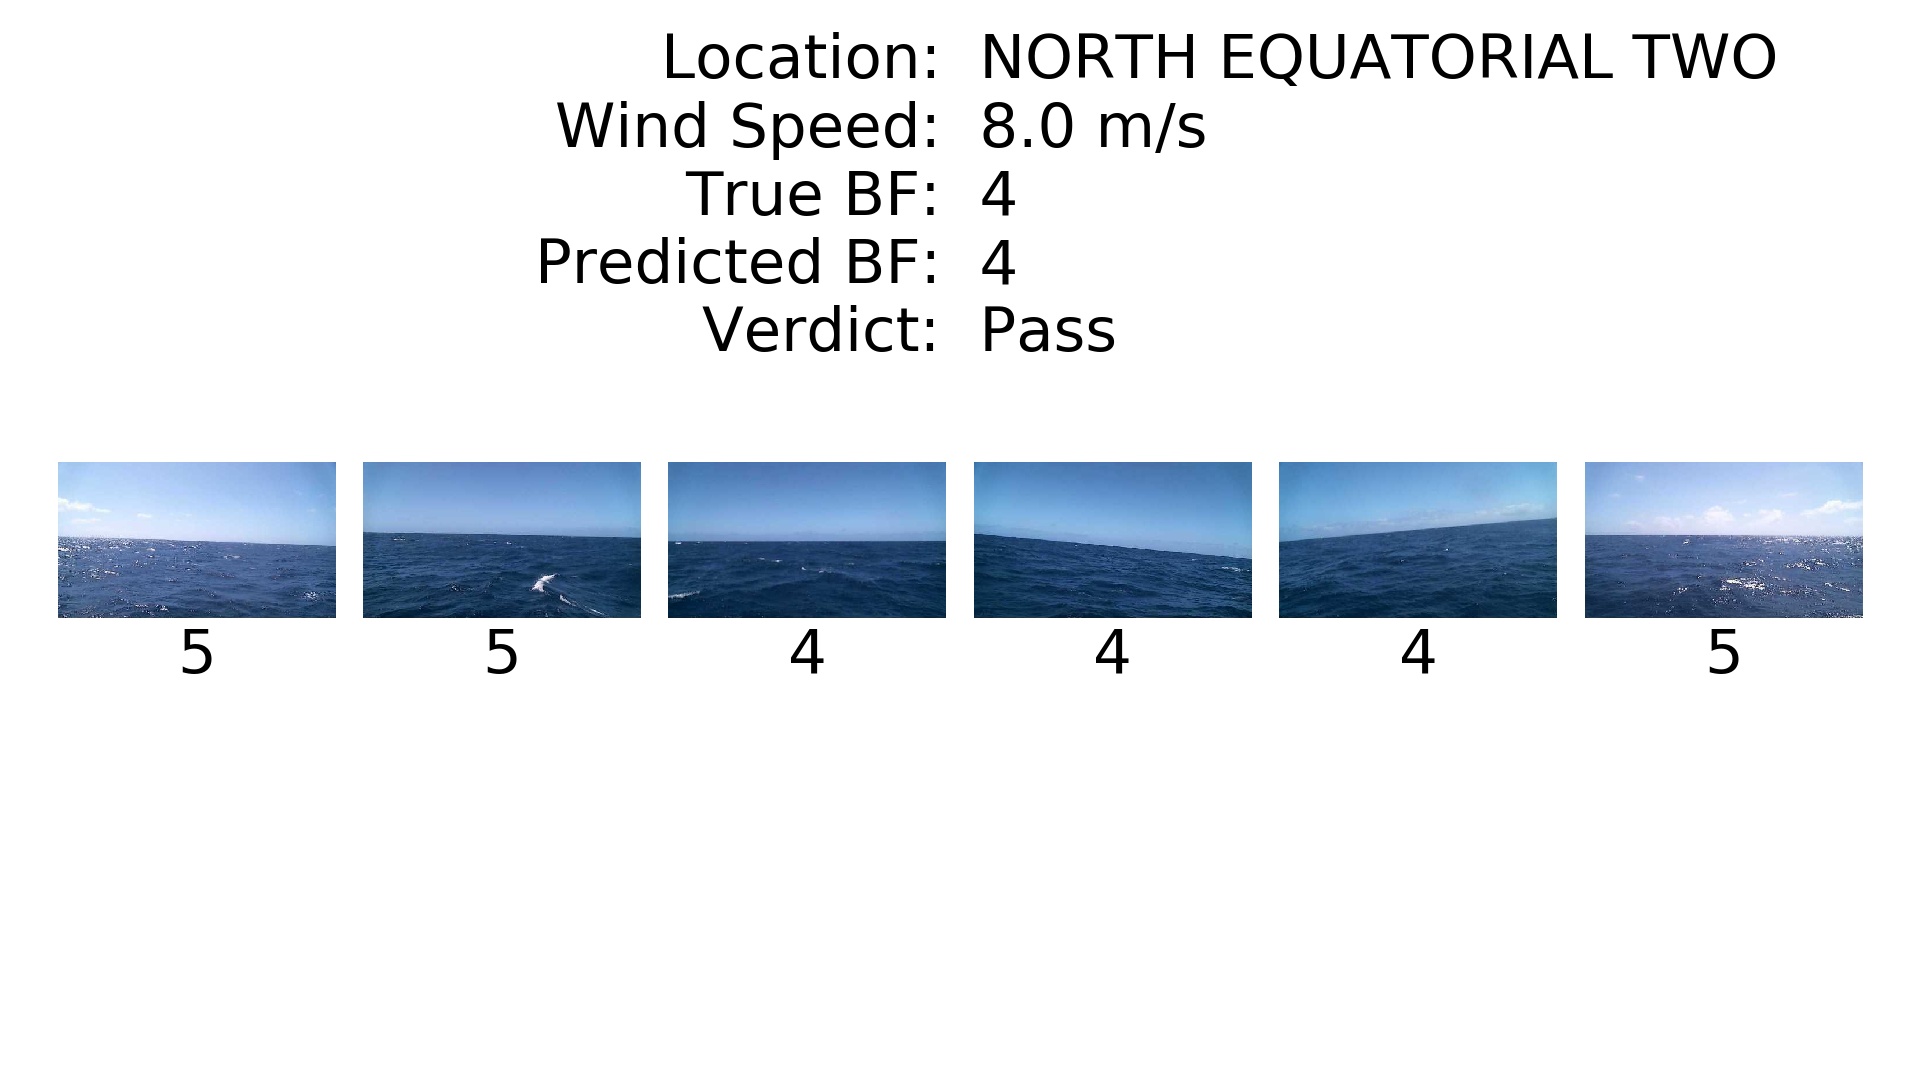 Location: NORTH EQUATORIAL TWO
Wind Speed: 8.0 m/s
True BF: 4
Predicted BF: 4
Verdict: Pass
5 5 4 4 4 5